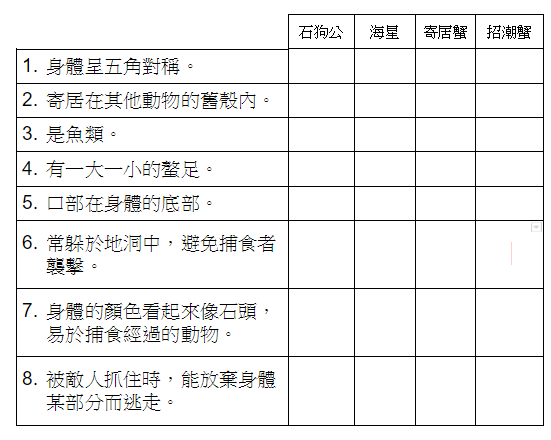 石狗公 海星 寄居蟹 招潮蟹
1. 身體呈五角對稱。
2. 寄居在其他動物的舊殼內。
3. 是魚類。
4. 有一大一小的螯足。
5. 口部在身體的底部。
6. 常躲於地洞中，避免捕食者
襲擊。
7. 身體的顏色看起來像石頭，
易於捕食經過的動物。
8. 被敵人抓住時，能放棄身體
某部分而逃走。